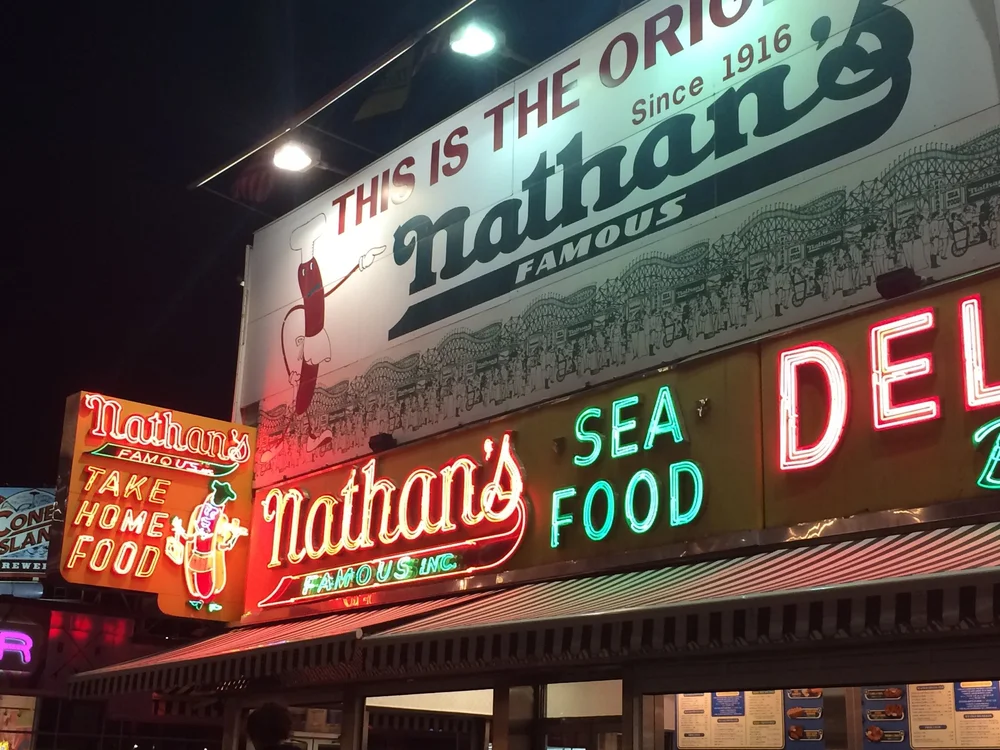 THIS IS THE ORIG
Since 1916
Nathan's
FAMOUS
Nathan's
FAMOUS
TAKE
HOME
FOOD
Nathan's
FAMOUS INC.
SEA
FOOD
DEL